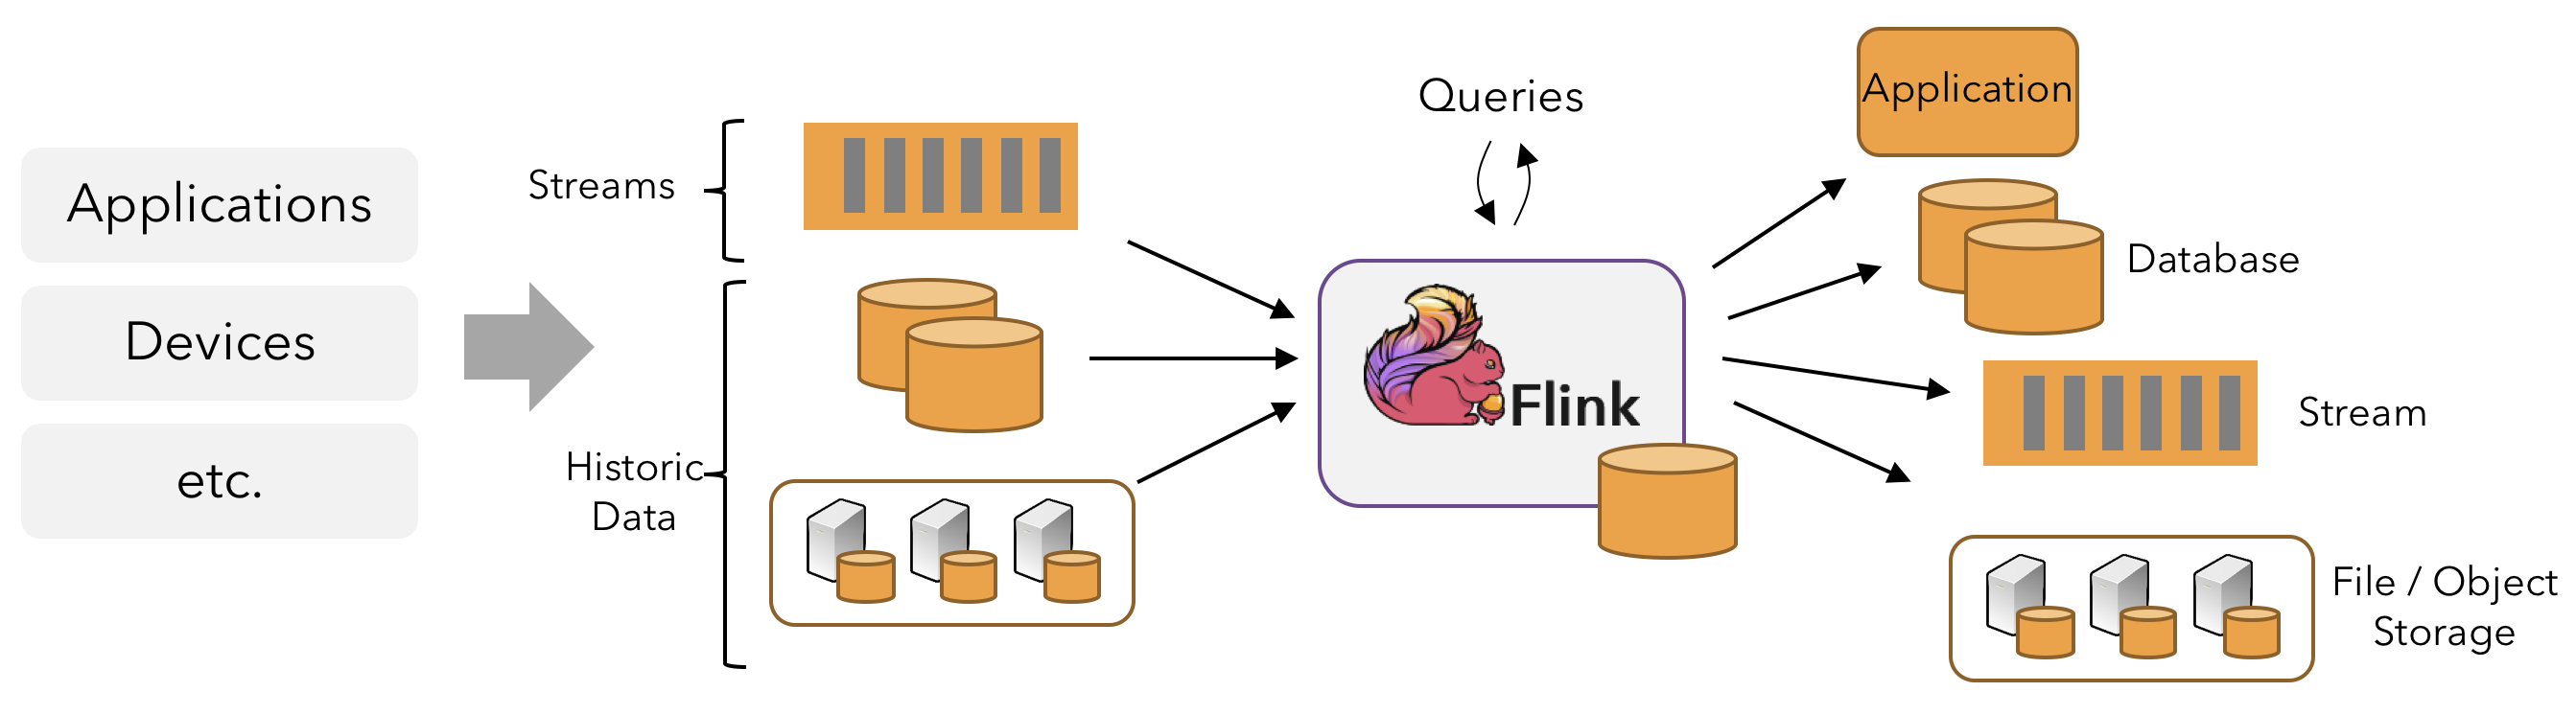 Applications
Devices
etc.
Streams
Historic
Data
Queries
Flink
Application
Database
Stream
File / Object
Storage